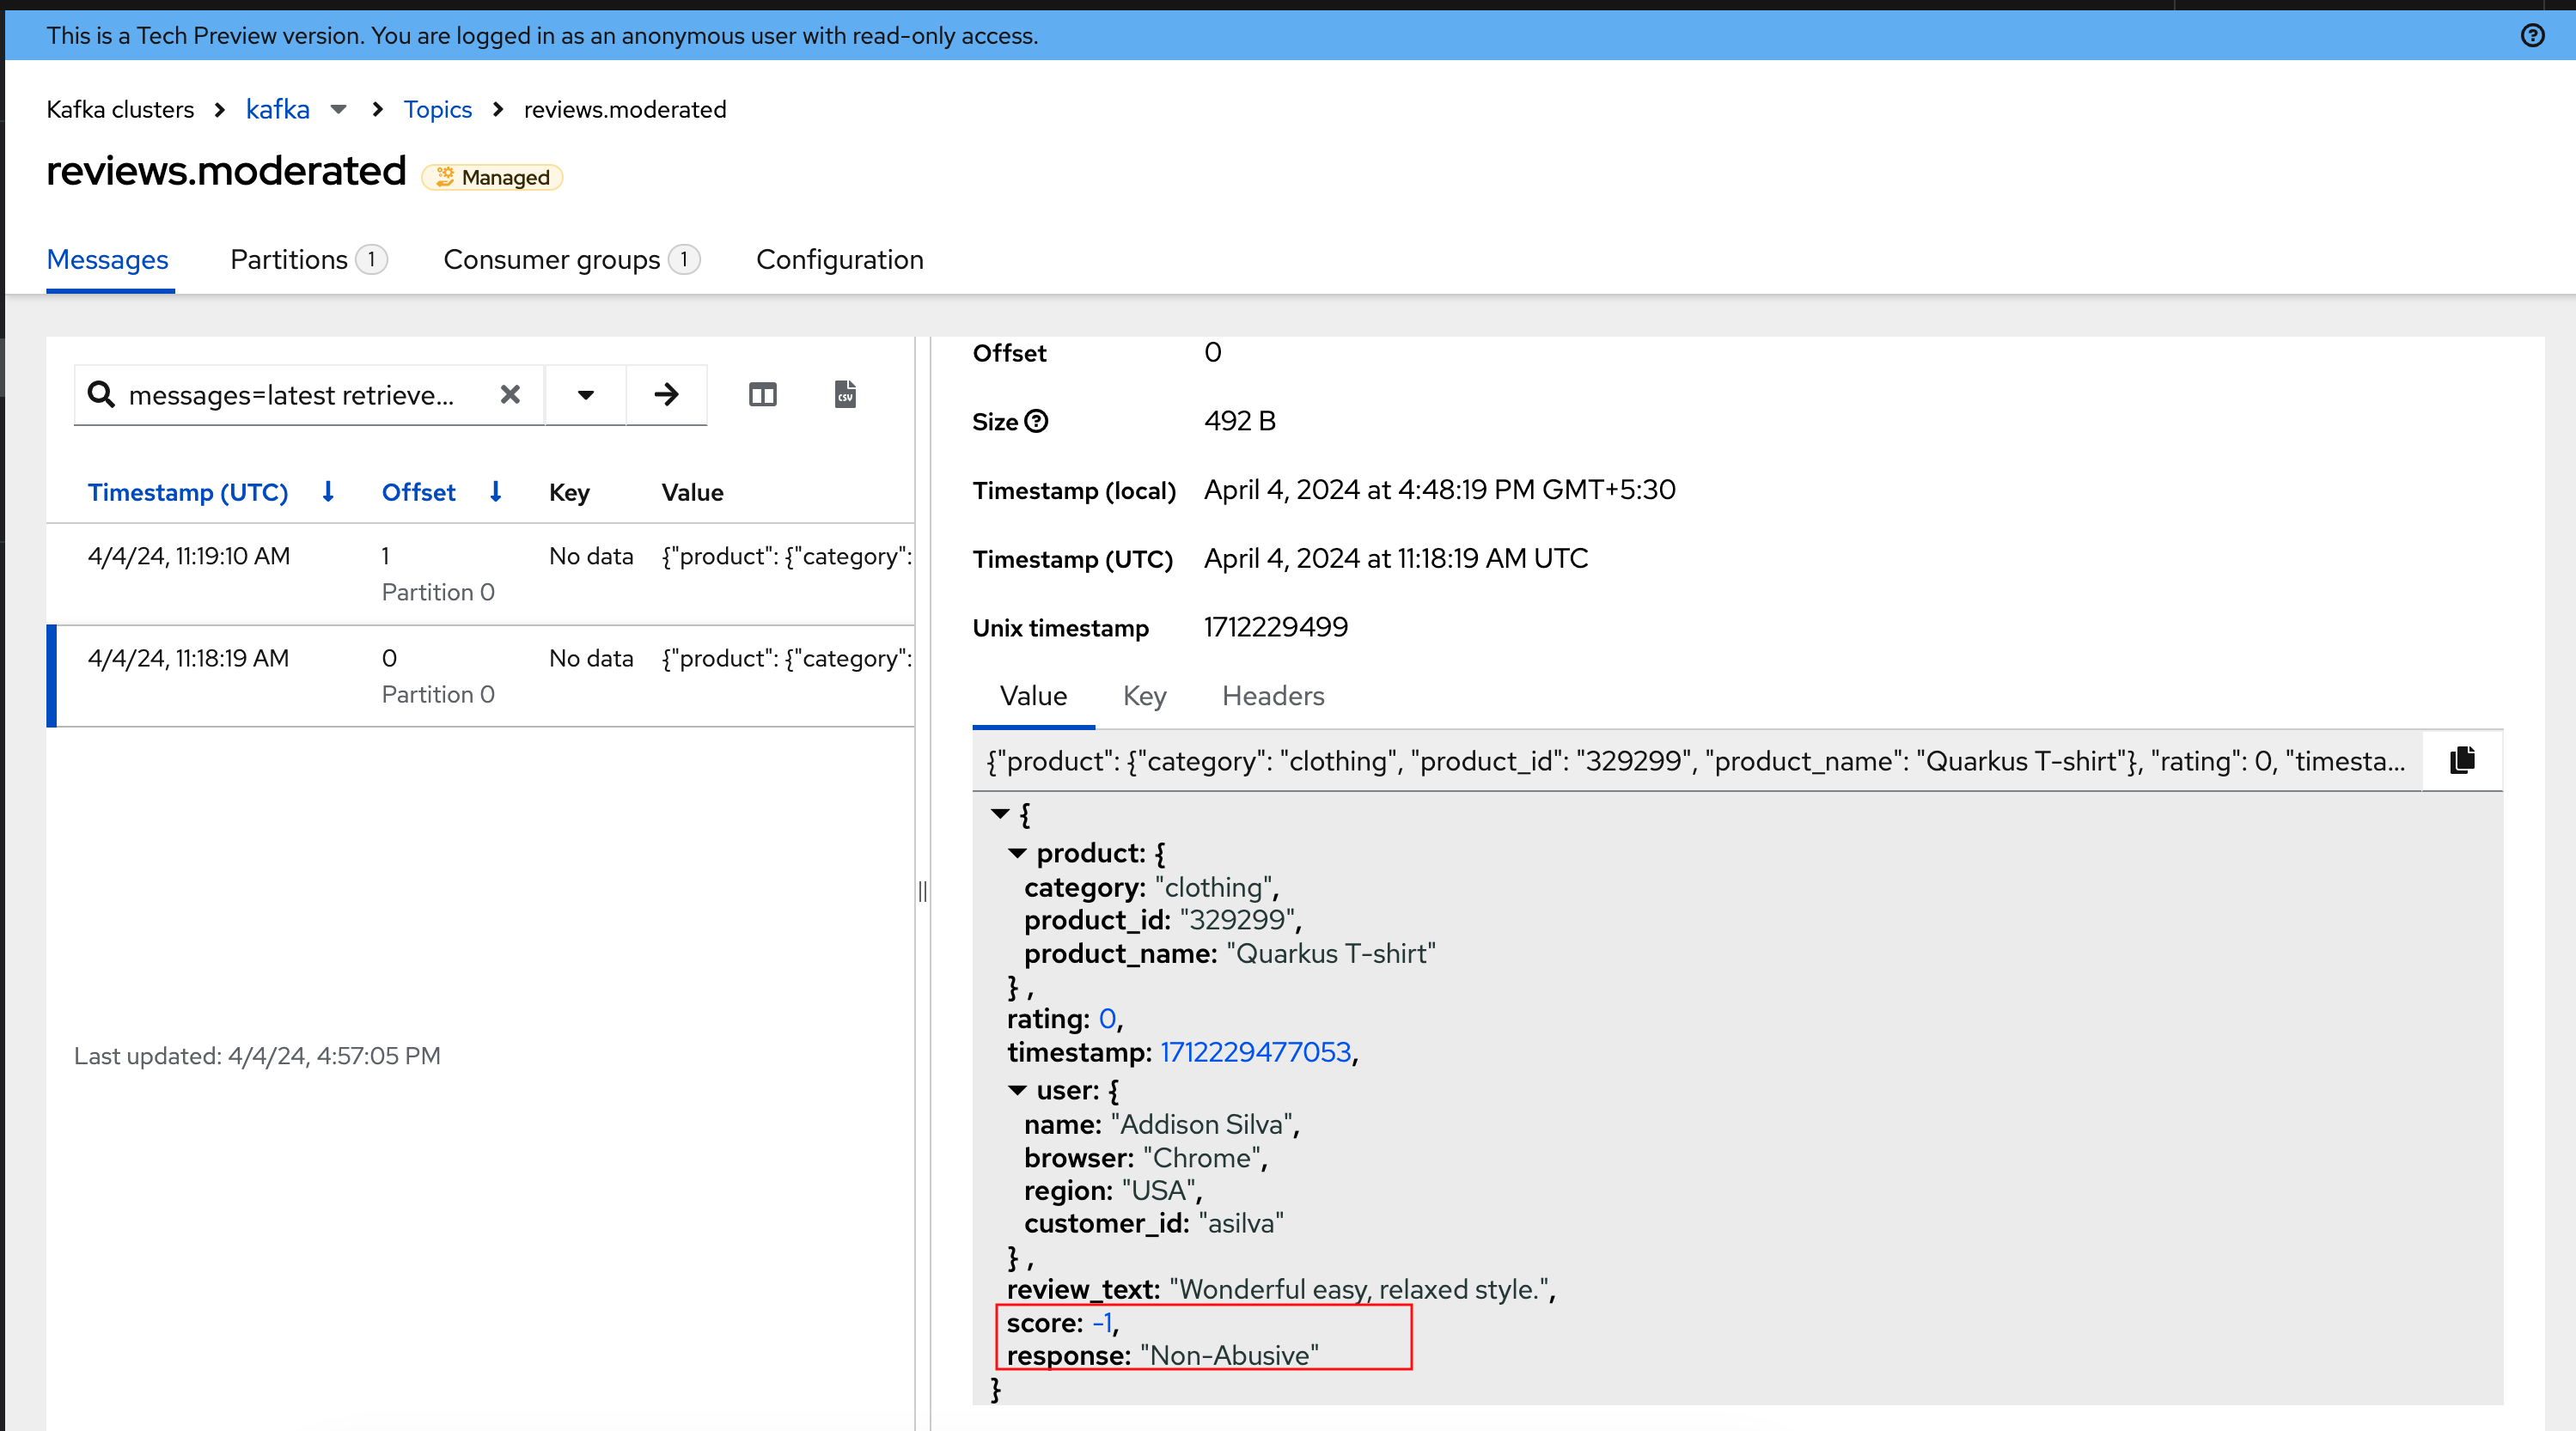 This is a Tech Preview version. You are logged in as an anonymous user with read-only access.
Kafka clusters kafka Topics reviews.moderated
reviews.moderated Managed
Messages Partitions 1 Consumer groups 1 Configuration
messages=latest retrieve... CSV
Timestamp (UTC) Offset Key Value
4/4/24, 11:19:10 AM 1 No data {"product": {"category":
Partition 0
4/4/24, 11:18:19 AM 0 No data {"product": {"category":
Partition 0
Last updated: 4/4/24, 4:57:05 PM
Offset 0
Size 492 B
Timestamp (local) April 4, 2024 at 4:48:19 PM GMT+5:30
Timestamp (UTC) April 4, 2024 at 11:18:19 AM UTC
Unix timestamp 1712229499
Value Key Headers
{"product": {"category": "clothing", "product_id": "329299", "product_name": "Quarkus T-shirt"}, "rating": 0, "timesta...
{
product: {
category: "clothing",
product_id: "329299",
product_name: "Quarkus T-shirt"
} ,
rating: 0,
timestamp: 1712229477053,
user: {
name: "Addison Silva",
browser: "Chrome",
region: "USA",
customer_id: "asilva"
} ,
review_text: "Wonderful easy, relaxed style.",
score: -1,
response: "Non-Abusive"
}